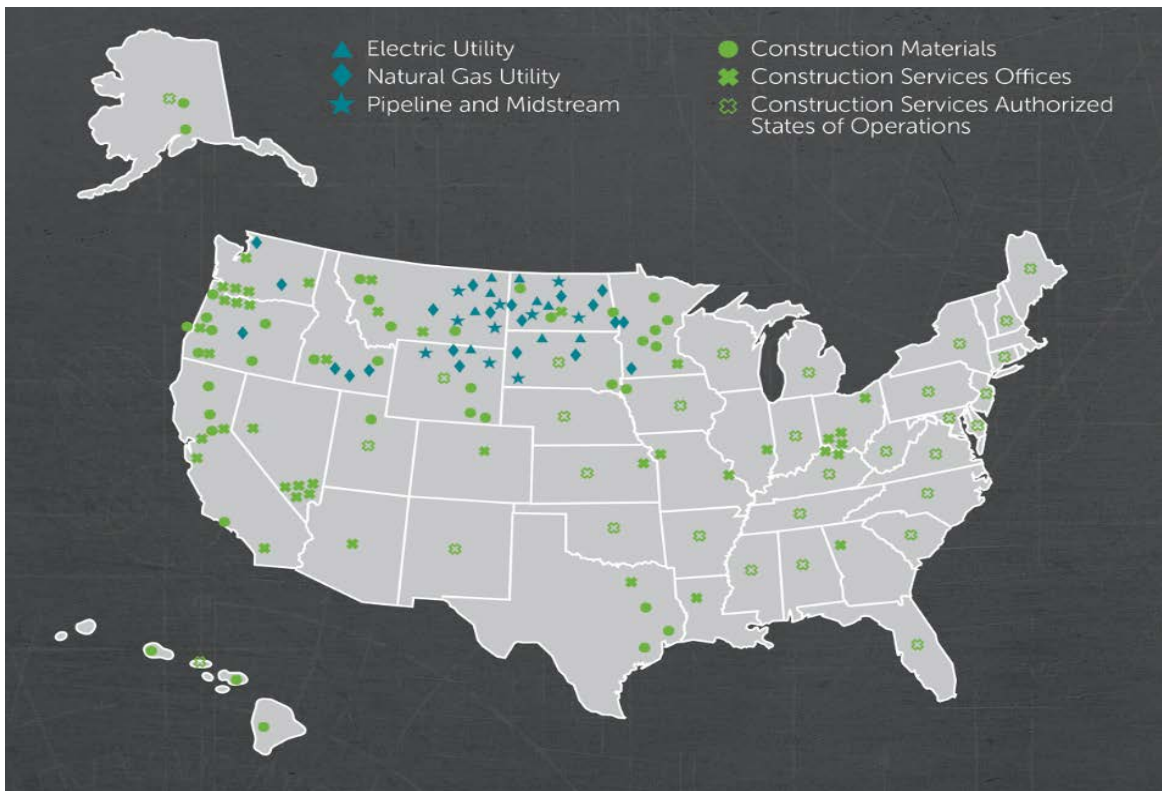 Electric Utility
Natural Gas Utility
Pipeline and Midstream
Construction Materials
Construction Services Offices
Construction Services Authorized
States of Operations